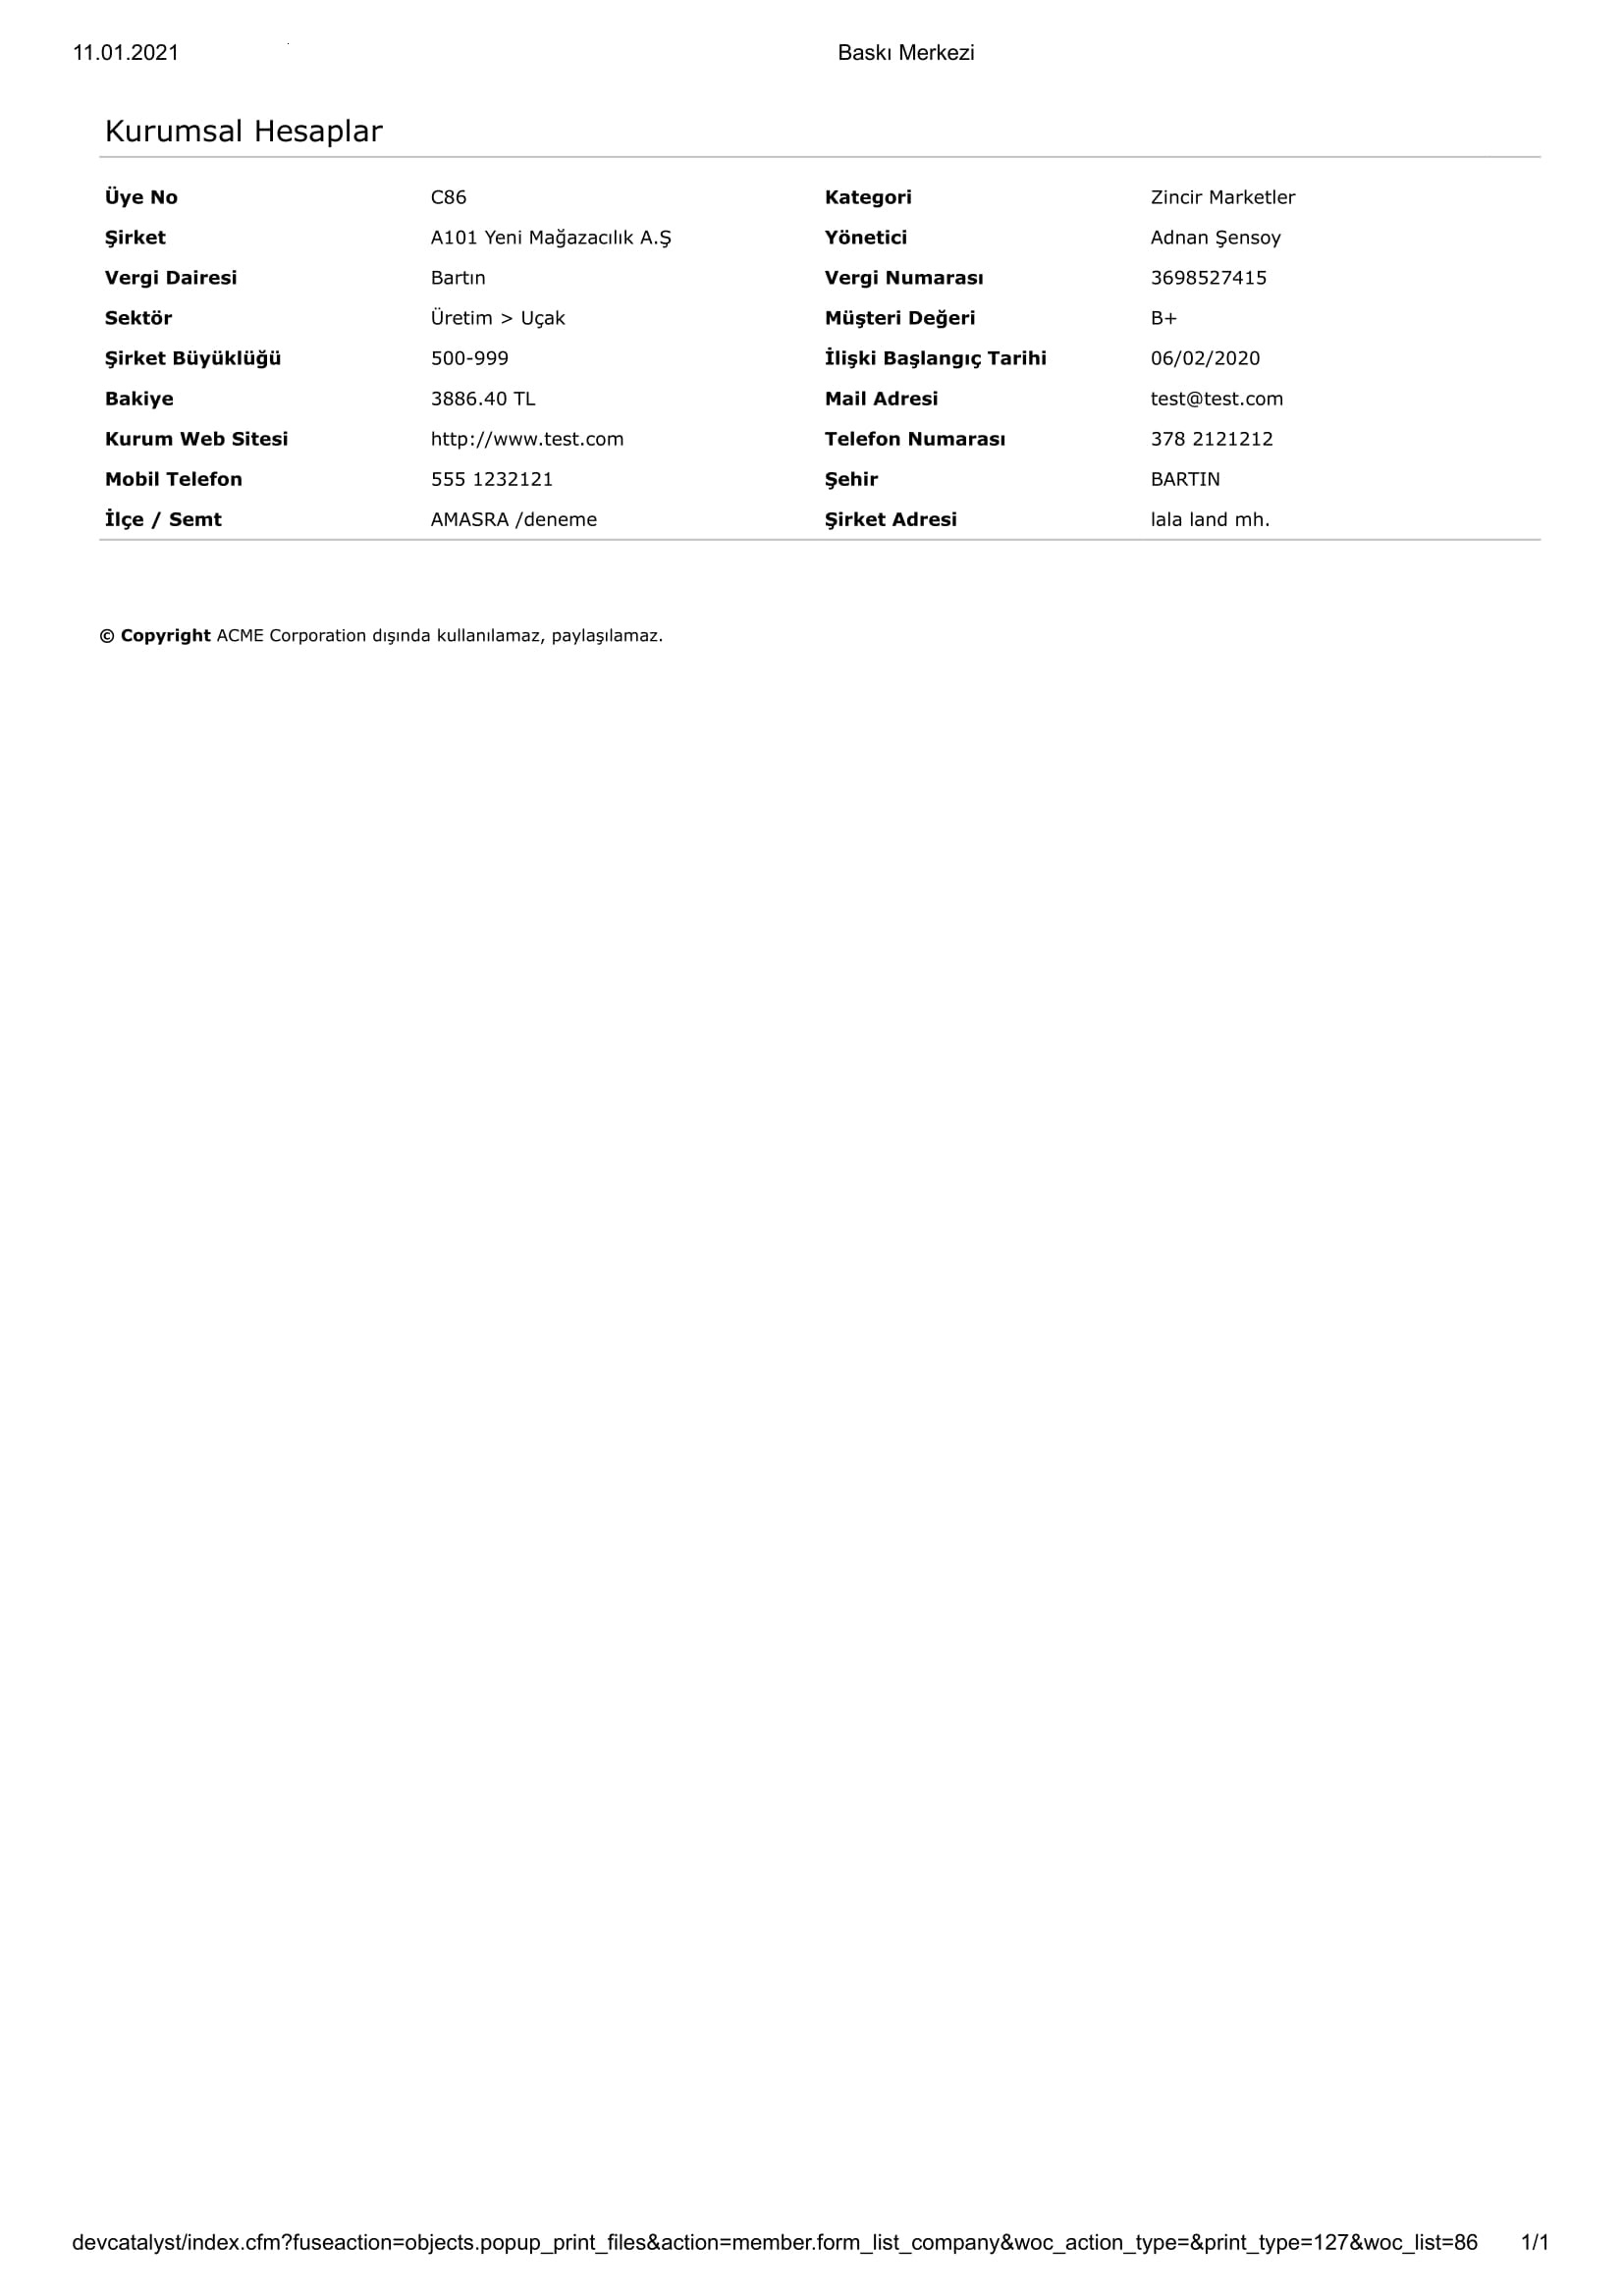 11.01.2021 Baskı Merkezi
Kurumsal Hesaplar
Üye No C86 Kategori Zincir Marketler
Şirket A101 Yeni Mağazacılık A.Ş Yönetici Adnan Şensoy
Vergi Dairesi Bartın Vergi Numarası 3698527415
Sektör Üretim > Uçak Müşteri Değeri B+
Şirket Büyüklüğü 500-999 İlişki Başlangıç Tarihi 06/02/2020
Bakiye 3886.40 TL Mail Adresi test@test.com
Kurum Web Sitesi http://www.test.com Telefon Numarası 378 2121212
Mobil Telefon 555 1232121 Şehir BARTIN
İlçe / Semt AMASRA /deneme Şirket Adresi lala land mh.
© Copyright ACME Corporation dışında kullanılamaz, paylaşılamaz.
devcatalyst/index.cfm?fuseaction=objects.popup_print_files&action=member.form_list_company&woc_action_type=&print_type=127&woc_list=86 1/1